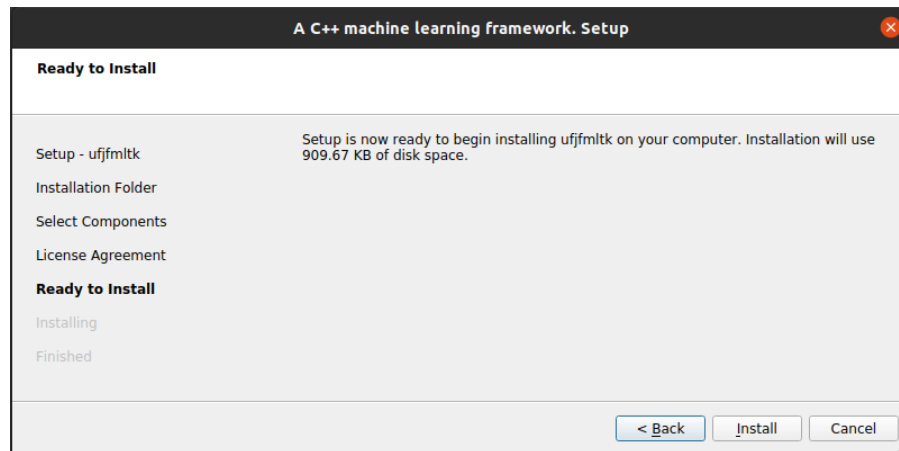 A C++ machine learning framework. Setup
Ready to Install
Setup - ufjfmltk
Installation Folder
Select Components
License Agreement
Ready to Install
Installing
Finished
Setup is now ready to begin installing ufjfmltk on your computer. Installation will use
909.67 KB of disk space.
< Back
Install
Cancel